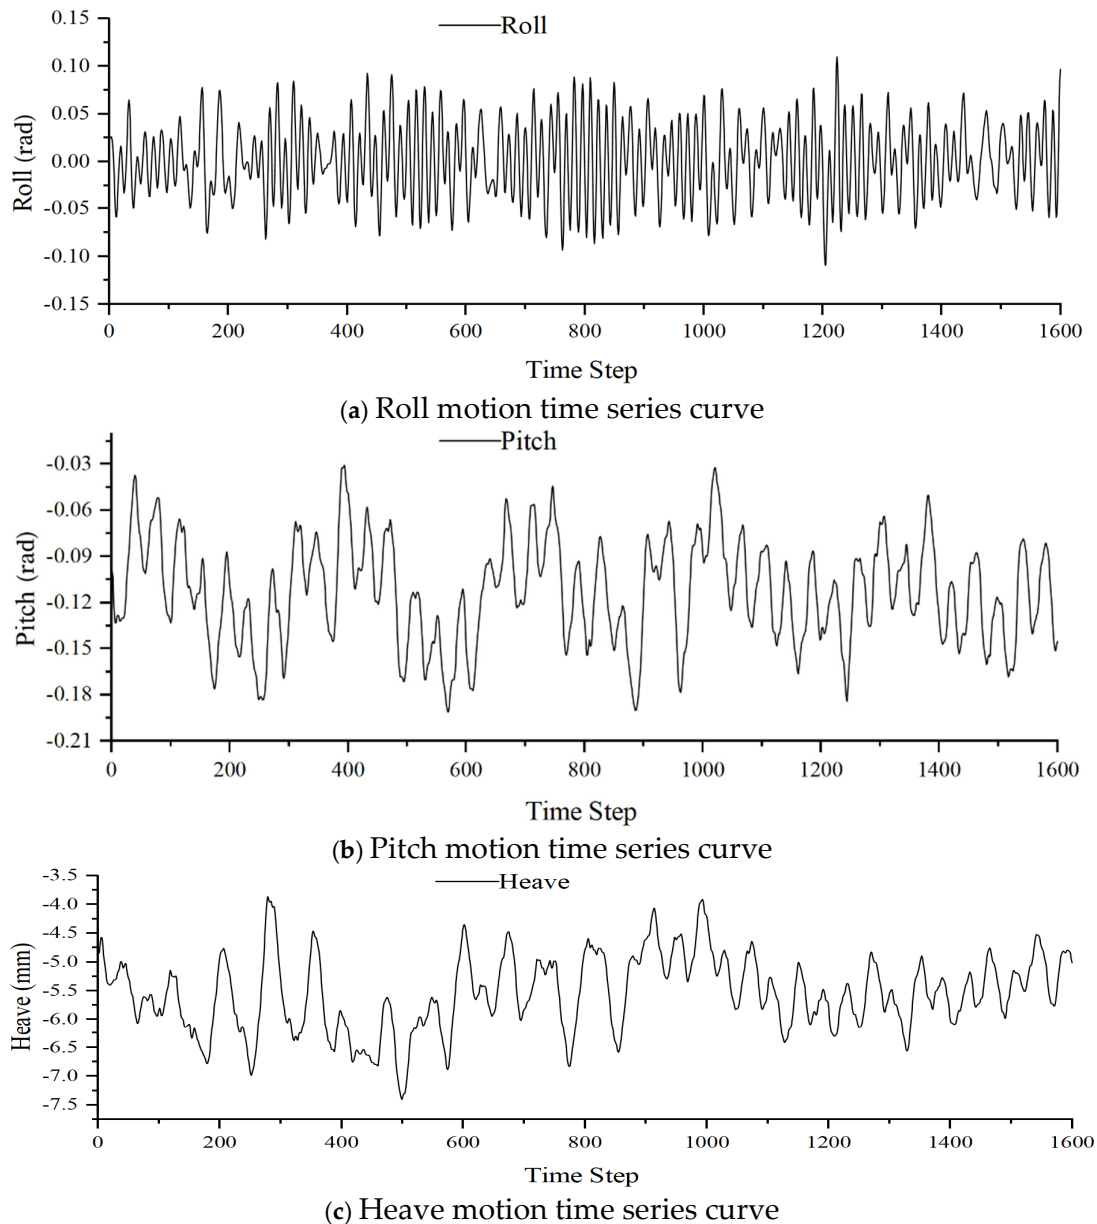 Roll
0.15
0.10
0.05
0.00
-0.05
-0.10
-0.15
Roll (rad)
0 200 400 600 800 1000 1200 1400 1600
Time Step
(a) Roll motion time series curve
Pitch
-0.03
-0.06
-0.09
-0.12
-0.15
-0.18
-0.21
Pitch (rad)
0 200 400 600 800 1000 1200 1400 1600
Time Step
(b) Pitch motion time series curve
Heave
-3.5
-4.0
-4.5
-5.0
-5.5
-6.0
-6.5
-7.0
-7.5
Heave (mm)
0 200 400 600 800 1000 1200 1400 1600
Time Step
(c) Heave motion time series curve